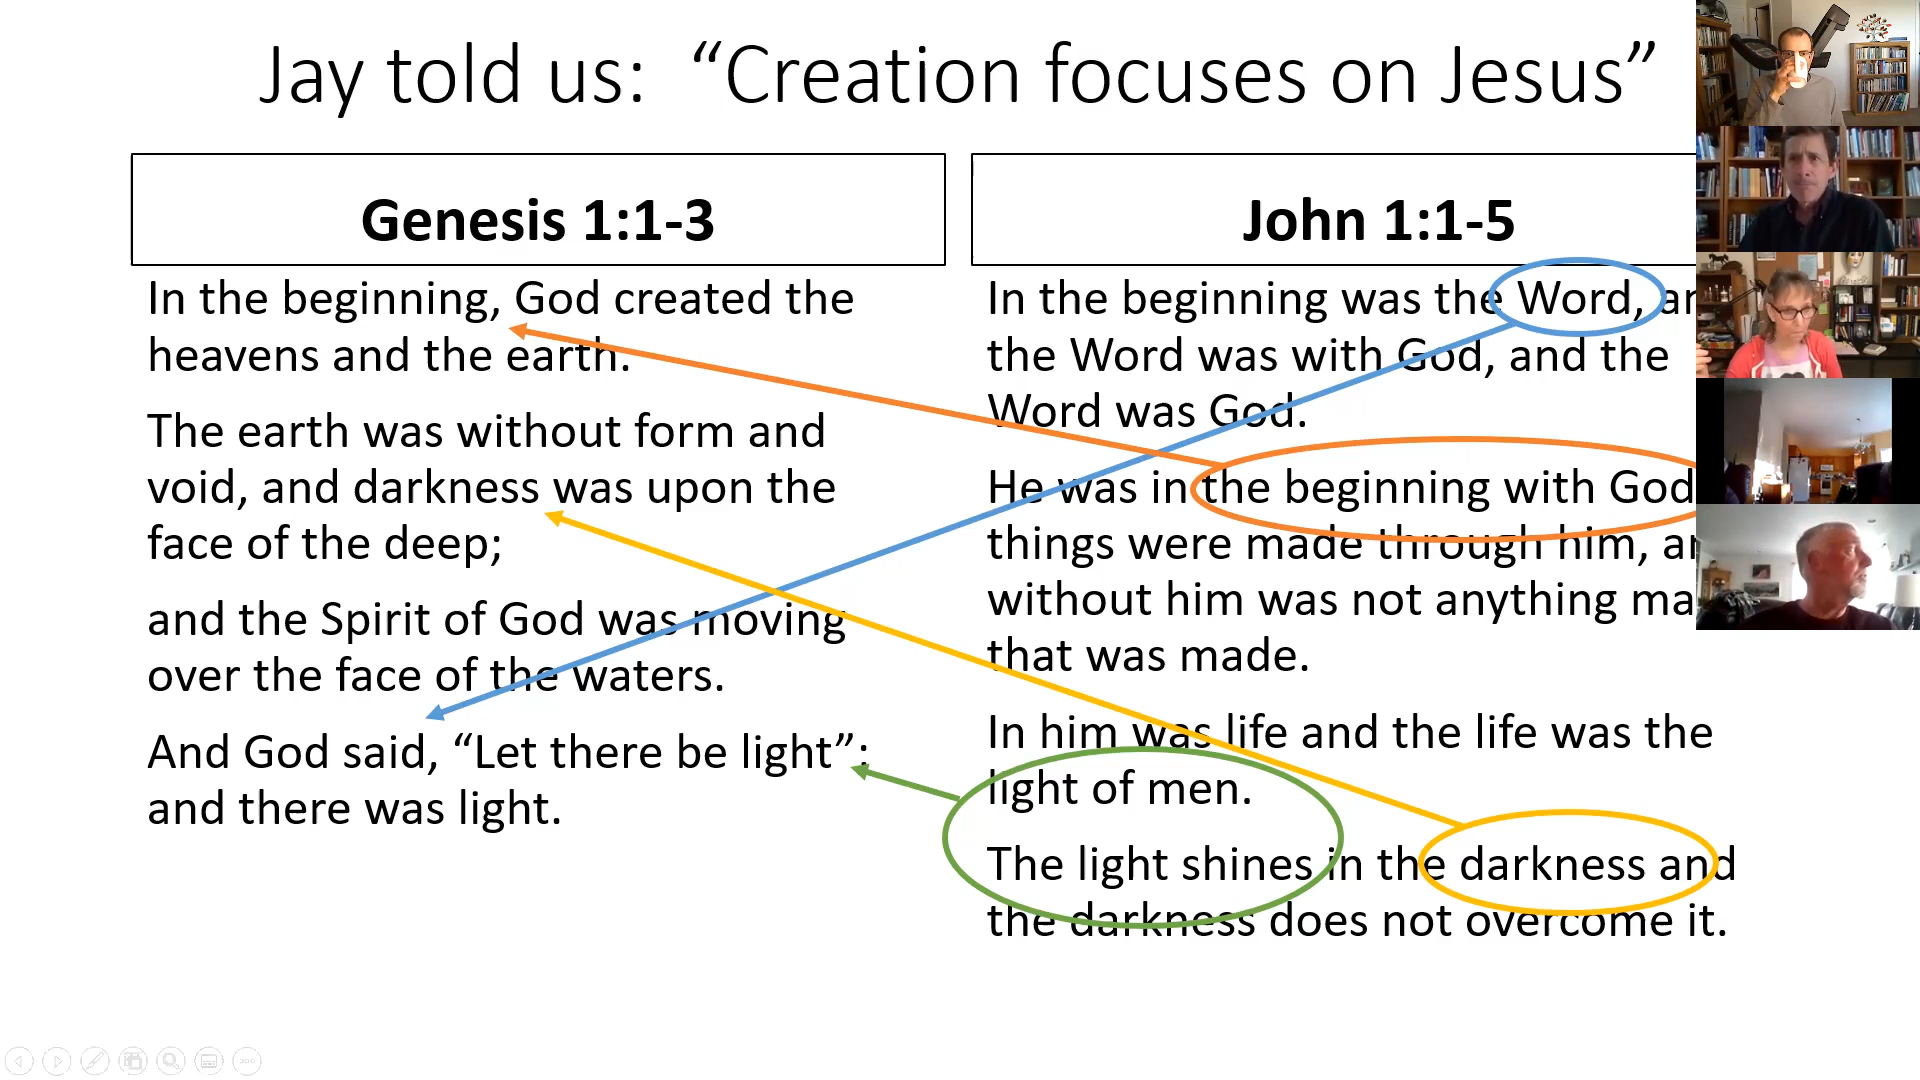 Jay told us:  “Creation focuses on Jesus”
Genesis 1:1-3
In the beginning, God created the
heavens and the earth.
The earth was without form and
void, and darkness was upon the
face of the deep;
and the Spirit of God was moving
over the face of the waters.
And God said, “Let there be light”;
and there was light.
John 1:1-5
In the beginning was the Word,
the Word was with God, and the
Word was God.
He was in the beginning with God
things were made through him,
without him was not anything
that was made.
In him was life and the life was the
light of men.
The light shines in the darkness and
the darkness does not overcome it.